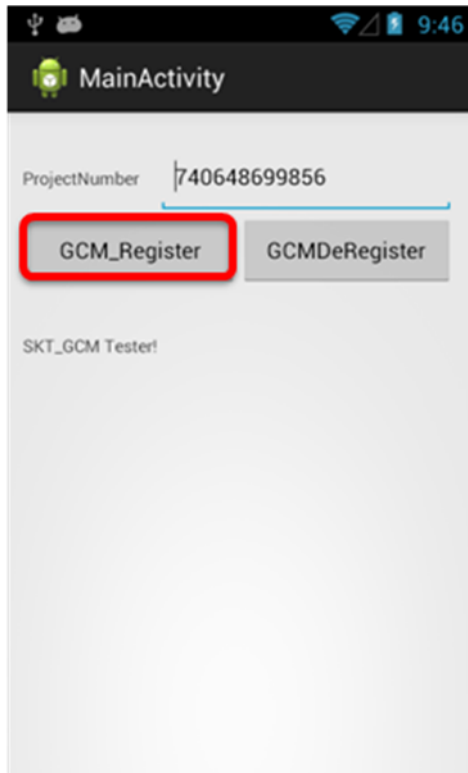 9:46
MainActivity
ProjectNumber 740648699856
GCM_Register GCMDeRegister
SKT_GCM Tester!